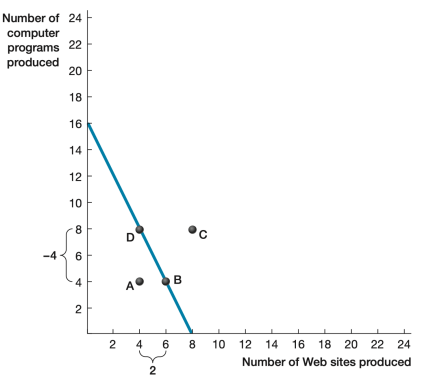 Number of
computer
programs
produced
24
22
20
18
16
14
12
10
8
6
4
2
–4
D
C
A
B
2 4 6 8 10 12 14 16 18 20 22 24
2
Number of Web sites produced